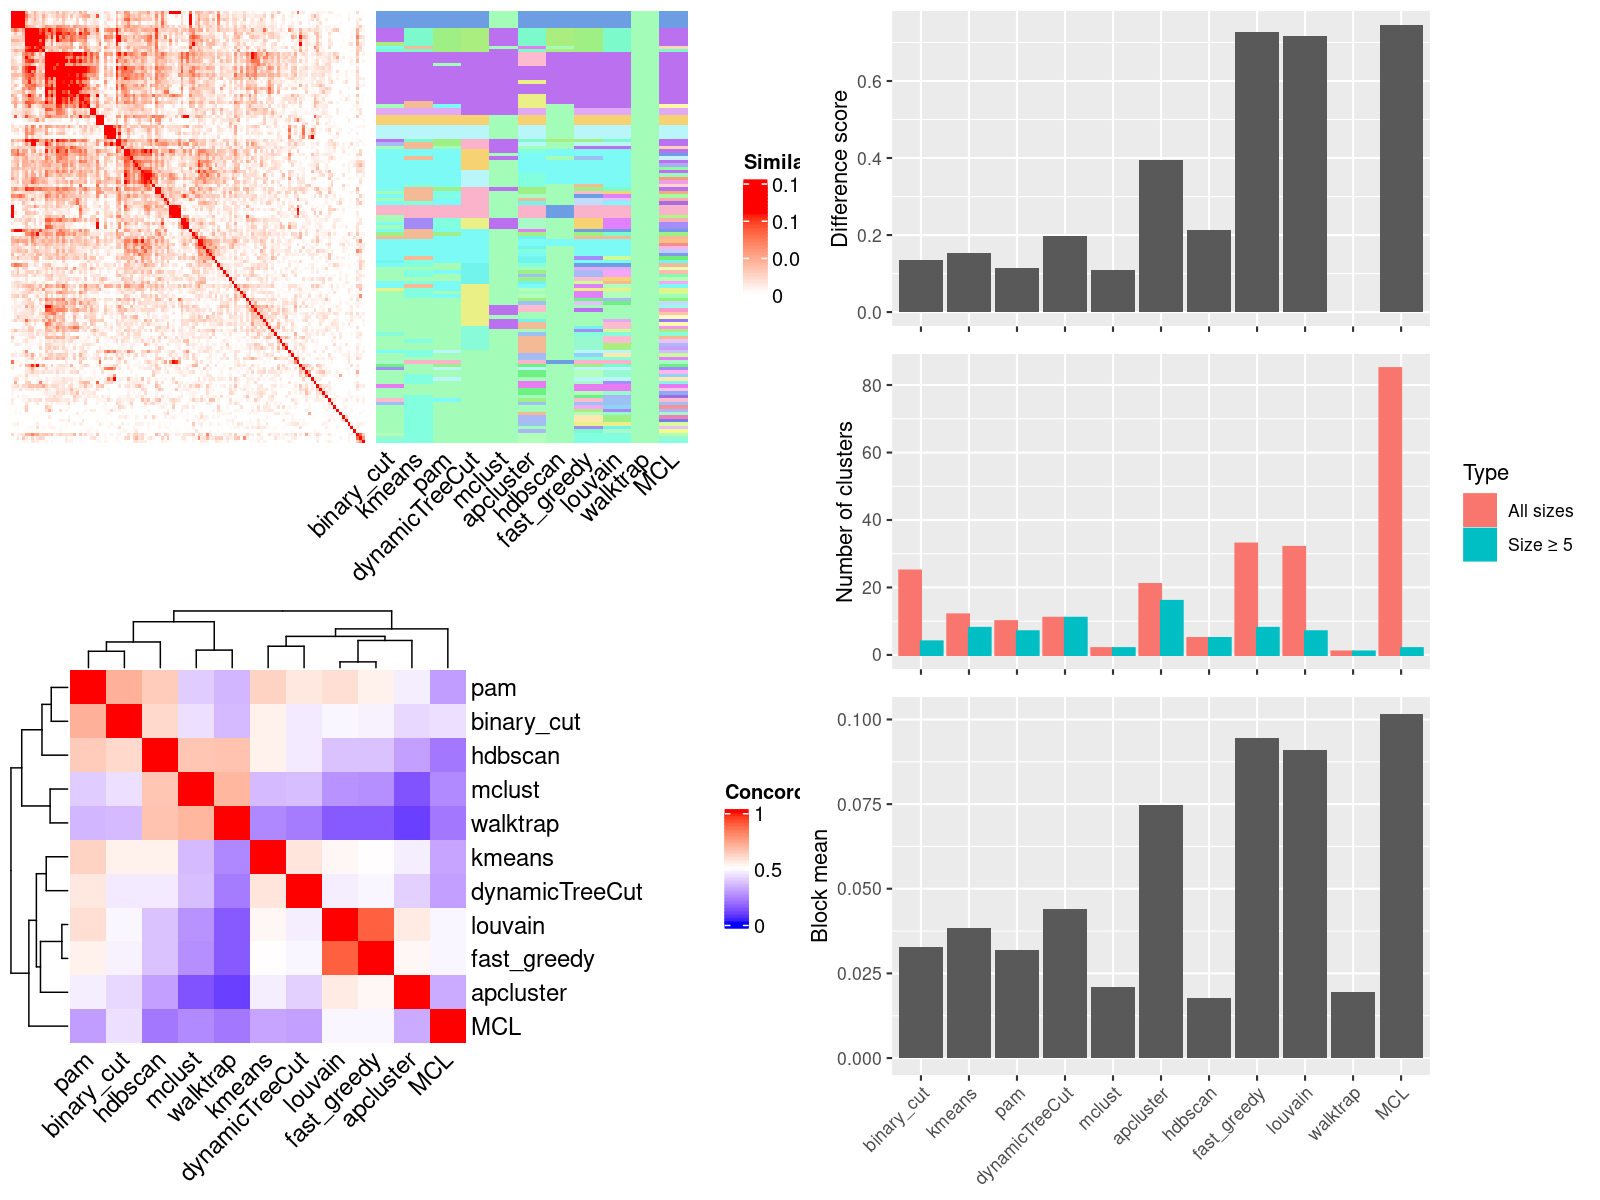 Simila
0.1
0.1
0.0
0
binary_cut
kmeans
pam
dynamicTreeCut
mclust
apcluster
hdbscan
fast_greedy
louvain
walktrap
MCL
pam
binary_cut
hdbscan
mclust
walktrap
kmeans
dynamicTreeCut
louvain
fast_greedy
apcluster
MCL
Concord
1
0.5
0
pam
binary_cut
hdbscan
mclust
walktrap
kmeans
dynamicTreeCut
louvain
fast_greedy
apcluster
MCL
Difference score
0.6
0.4
0.2
0.0
Number of clusters
80
60
40
20
0
Type
All sizes
Size ≥ 5
Block mean
0.100
0.075
0.050
0.025
0.000
binary_cut
kmeans
pam
dynamicTreeCut
mclust
apcluster
hdbscan
fast_greedy
louvain
walktrap
MCL